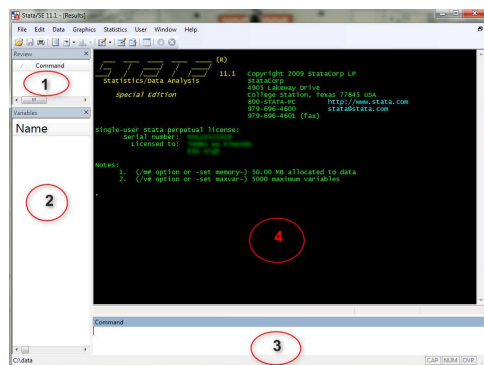 Stata/SE 11.1 - [Results]
File Edit Data Graphics Statistics User Window Help
Review
Command
1
Variables
Name
2
(R)
11.1 Copyright 2009 StataCorp LP
Statistics/Data Analysis StataCorp
4905 Lakeway Drive
Special Edition College Station, Texas 77845 USA
800-STATA-PC http://www.stata.com
979-696-4600 stata@stata.com
979-696-4601 (fax)
Single-user Stata perpetual license:
Serial number:
Licensed to:
Notes:
1. (/m# option or -set memory-) 50.00 MB allocated to data
2. (/v# option or -set maxvar-) 5000 maximum variables
.
4
Command
3
C:\data
CAP NUM OVR